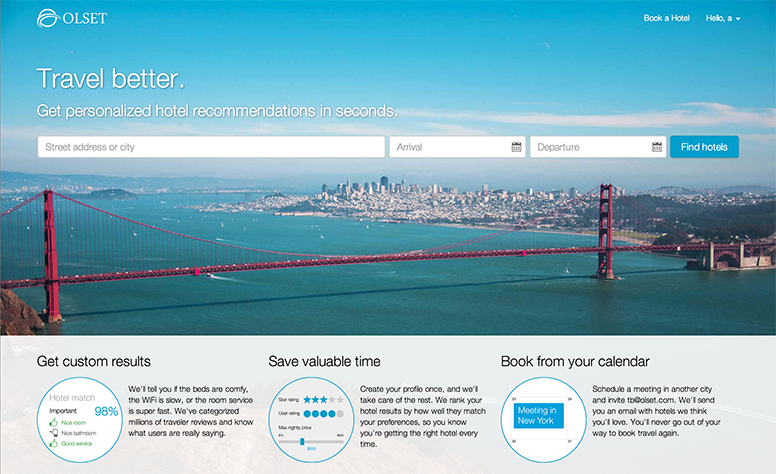 OLSET
Book a Hotel
Hello, a
Travel better.
Get personalized hotel recommendations in seconds.
Street address or city
Arrival
Departure
Find hotels
Get custom results
Hotel match
Important 98%
Nice room
Nice bathroom
Good service
We'll tell you if the beds are comfy,
the WiFi is slow, or the room service
is super fast. We've categorized
millions of traveler reviews and know
what users are really saying.
Save valuable time
Star rating
User rating
Max nightly price
Create your profile once, and we'll
take care of the rest. We rank your
hotel results by how well they match
your preferences, so you know
you're getting the right hotel every
time.
Book from your calendar
23 24
Meeting in
New York
30 31
Schedule a meeting in another city
and invite tb@olset.com. We'll send
you an email with hotels we think
you'll love. You'll never go out of your
way to book travel again.